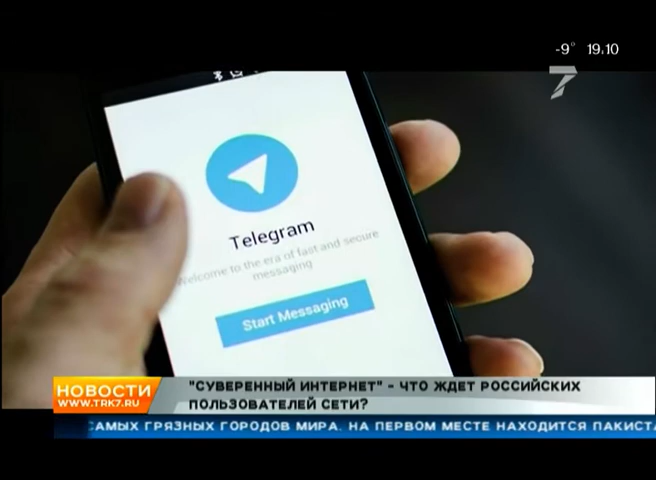 -9° 19.10
7
Telegram
Welcome to the era of fast and secure
messaging
Start Messaging
НОВОСТИ
WWW.TRK7.RU
"СУВЕРЕННЫЙ ИНТЕРНЕТ" - ЧТО ЖДЕТ РОССИЙСКИХ
ПОЛЬЗОВАТЕЛЕЙ СЕТИ?
САМЫХ ГРЯЗНЫХ ГОРОДОВ МИРА. НА ПЕРВОМ МЕСТЕ НАХОДИТСЯ ПАКИСТА